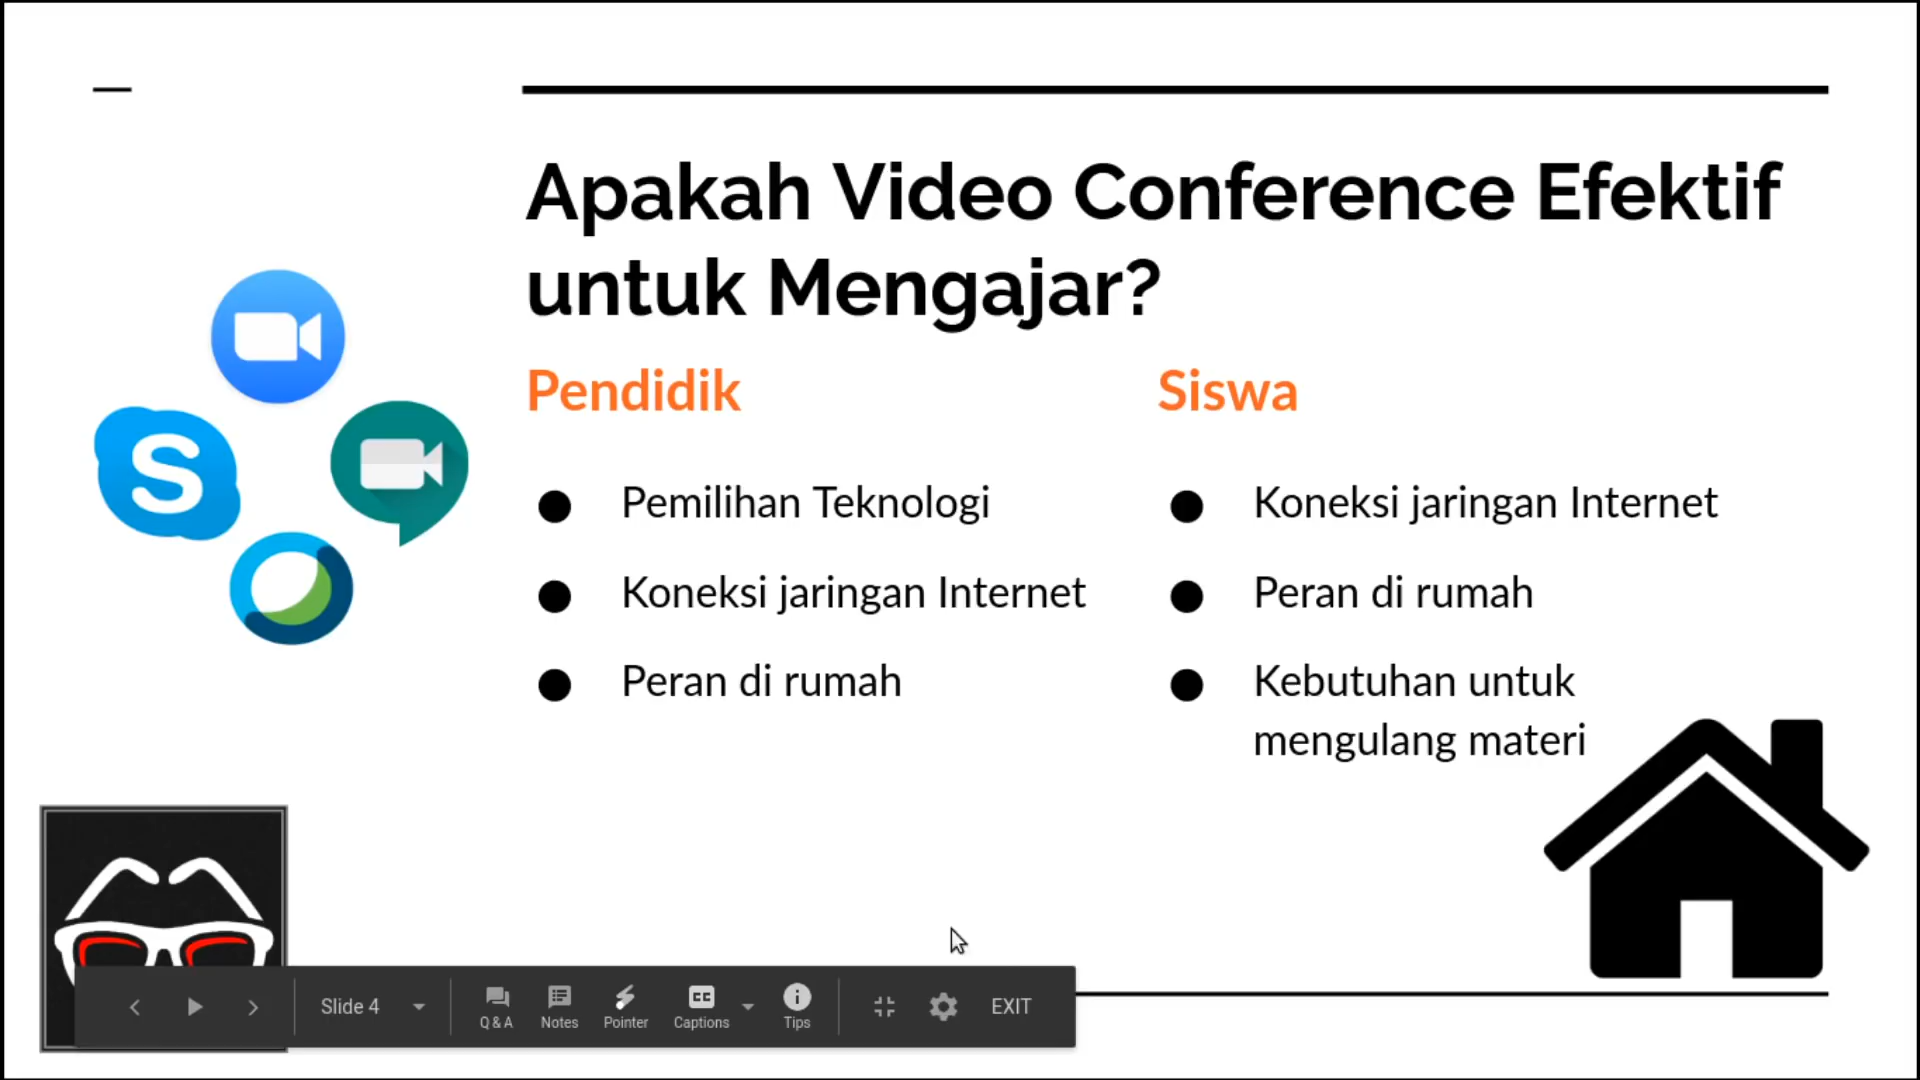 Apakah Video Conference Efektif
untuk Mengajar?
Pendidik
● Pemilihan Teknologi
● Koneksi jaringan Internet
● Peran di rumah
Siswa
● Koneksi jaringan Internet
● Peran di rumah
● Kebutuhan untuk
mengulang materi
S
Slide 4
Q & A
Notes
Pointer
CC
Captions
Tips
EXIT